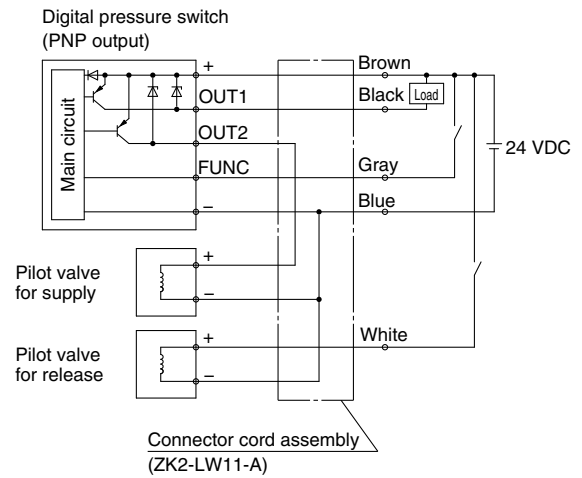 Digital pressure switch
(PNP output)
Main circuit
+
Brown
OUT1
Black
Load
OUT2
24 VDC
FUNC
Gray
−
Blue
Pilot valve
for supply
+
−
Pilot valve
for release
+
White
−
Connector cord assembly
(ZK2-LW11-A)